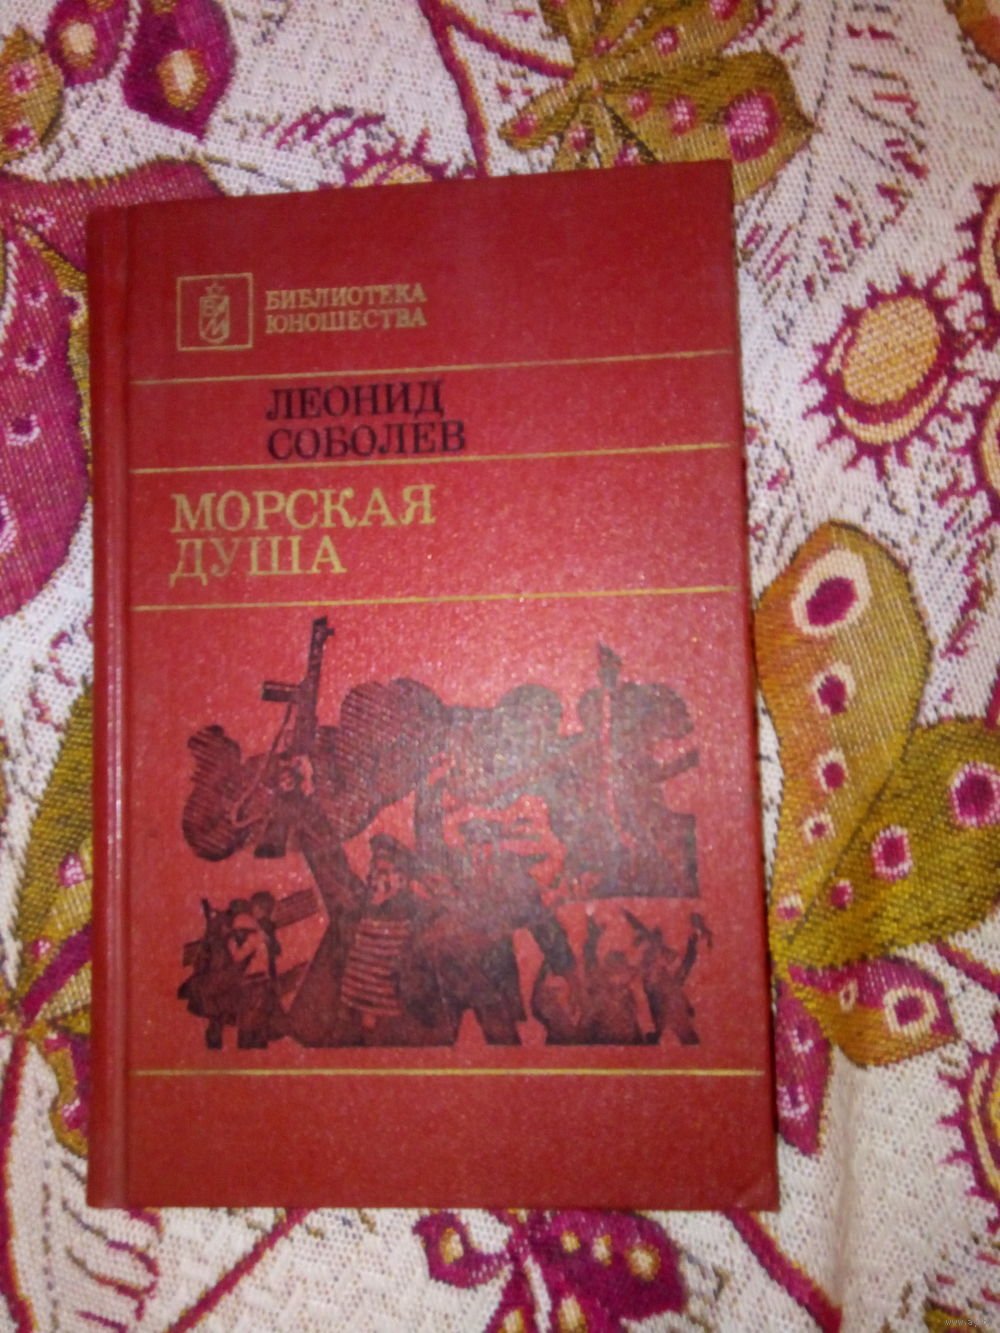 БИБЛИОТЕКА
ЮНОШЕСТВА
ЛЕОНИД
СОБОЛЕВ
МОРСКАЯ
ДУША